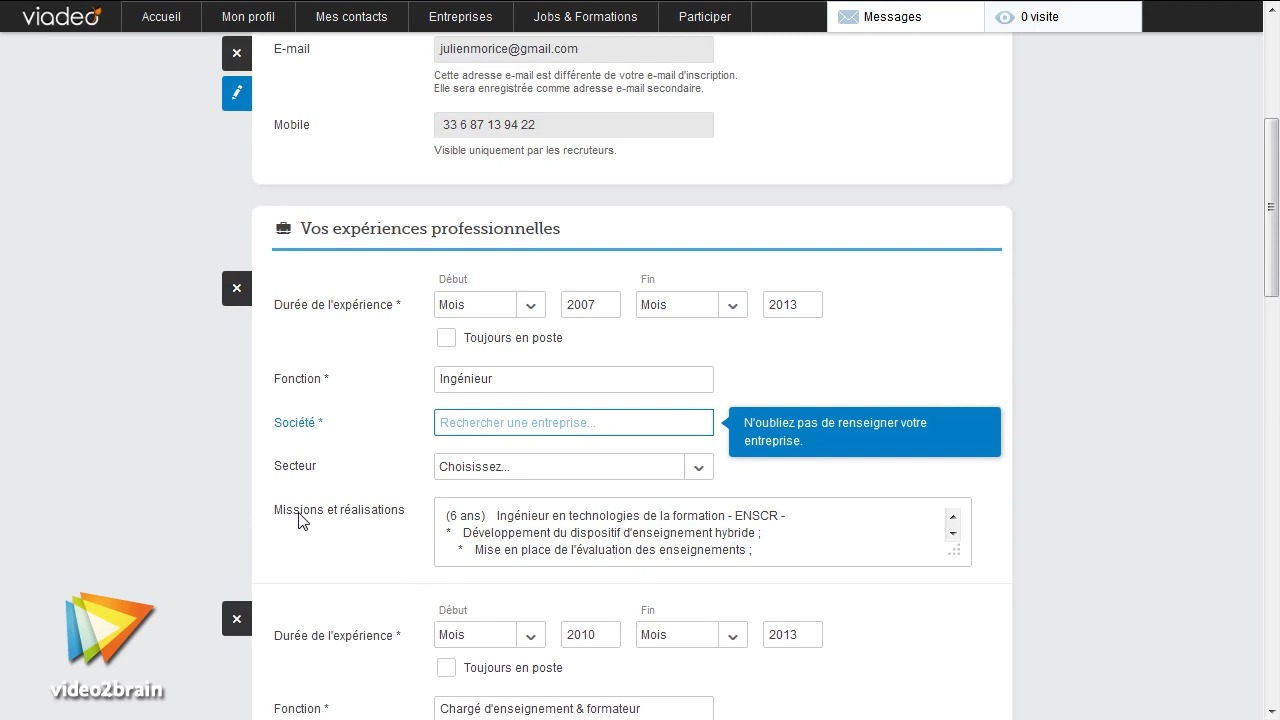 viadeo Accueil Mon profil Mes contacts Entreprises Jobs & Formations Participer Messages 0 visite
E-mail julienmorice@gmail.com
Cette adresse e-mail est différente de votre e-mail d'inscription.
Elle sera enregistrée comme adresse e-mail secondaire.
Mobile 33 6 87 13 94 22
Visible uniquement par les recruteurs.
Vos expériences professionnelles
Début Fin
Durée de l'expérience * Mois 2007 Mois 2013
Toujours en poste
Fonction * Ingénieur
Société * Rechercher une entreprise... N'oubliez pas de renseigner votre
entreprise.
Secteur Choisissez...
Missions et réalisations
(6 ans) Ingénieur en technologies de la formation - ENSCR -
* Développement du dispositif d'enseignement hybride ;
* Mise en place de l'évaluation des enseignements ;
Début Fin
Durée de l'expérience * Mois 2010 Mois 2013
Toujours en poste
Fonction * Chargé d'enseignement & formateur
video2brain